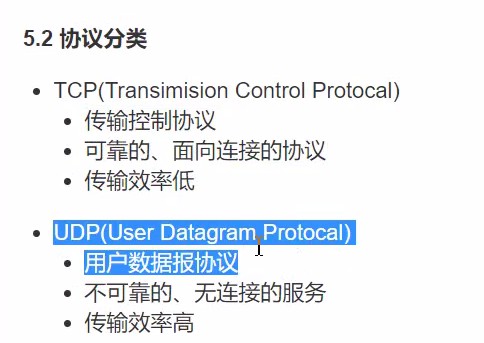 5.2 协议分类
TCP(Transimision Control Protocal)
传输控制协议
可靠的、面向连接的协议
传输效率低
UDP(User Datagram Protocal)
用户数据报协议
不可靠的、无连接的服务
传输效率高